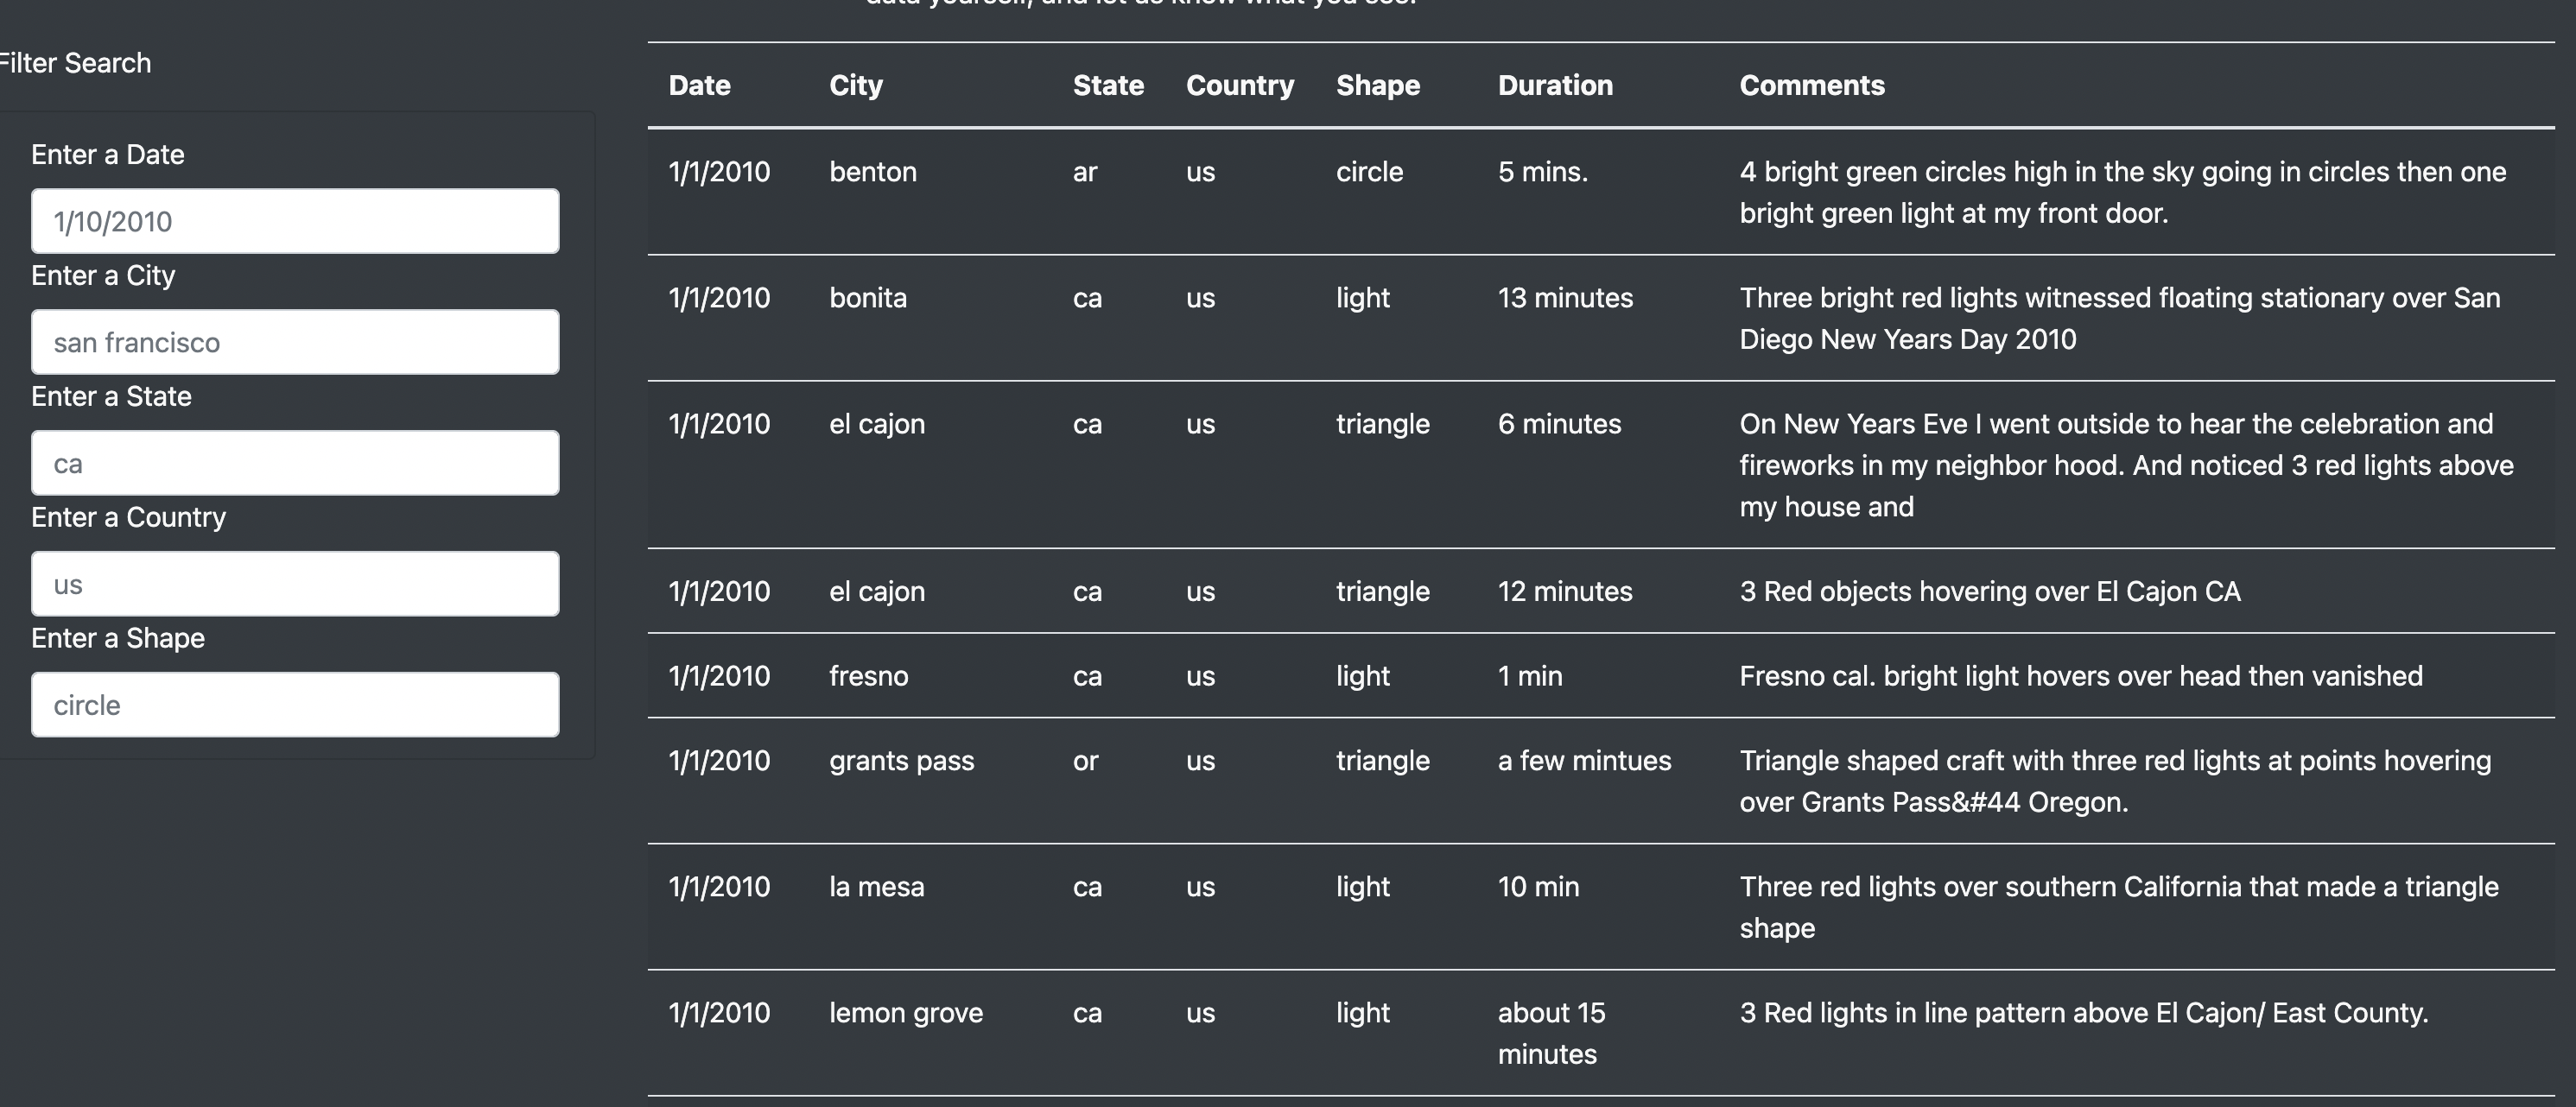 data yourself, and let us know what you see!
Filter Search
Enter a Date
1/10/2010
Enter a City
san francisco
Enter a State
ca
Enter a Country
us
Enter a Shape
circle
Date City State Country Shape Duration Comments
1/1/2010 benton ar us circle 5 mins. 4 bright green circles high in the sky going in circles then one
bright green light at my front door.
1/1/2010 bonita ca us light 13 minutes Three bright red lights witnessed floating stationary over San
Diego New Years Day 2010
1/1/2010 el cajon ca us triangle 6 minutes On New Years Eve I went outside to hear the celebration and
fireworks in my neighbor hood. And noticed 3 red lights above
my house and
1/1/2010 el cajon ca us triangle 12 minutes 3 Red objects hovering over El Cajon CA
1/1/2010 fresno ca us light 1 min Fresno cal. bright light hovers over head then vanished
1/1/2010 grants pass or us triangle a few mintues Triangle shaped craft with three red lights at points hovering
over Grants Pass&#44 Oregon.
1/1/2010 la mesa ca us light 10 min Three red lights over southern California that made a triangle
shape
1/1/2010 lemon grove ca us light about 15 3 Red lights in line pattern above El Cajon/ East County.
minutes